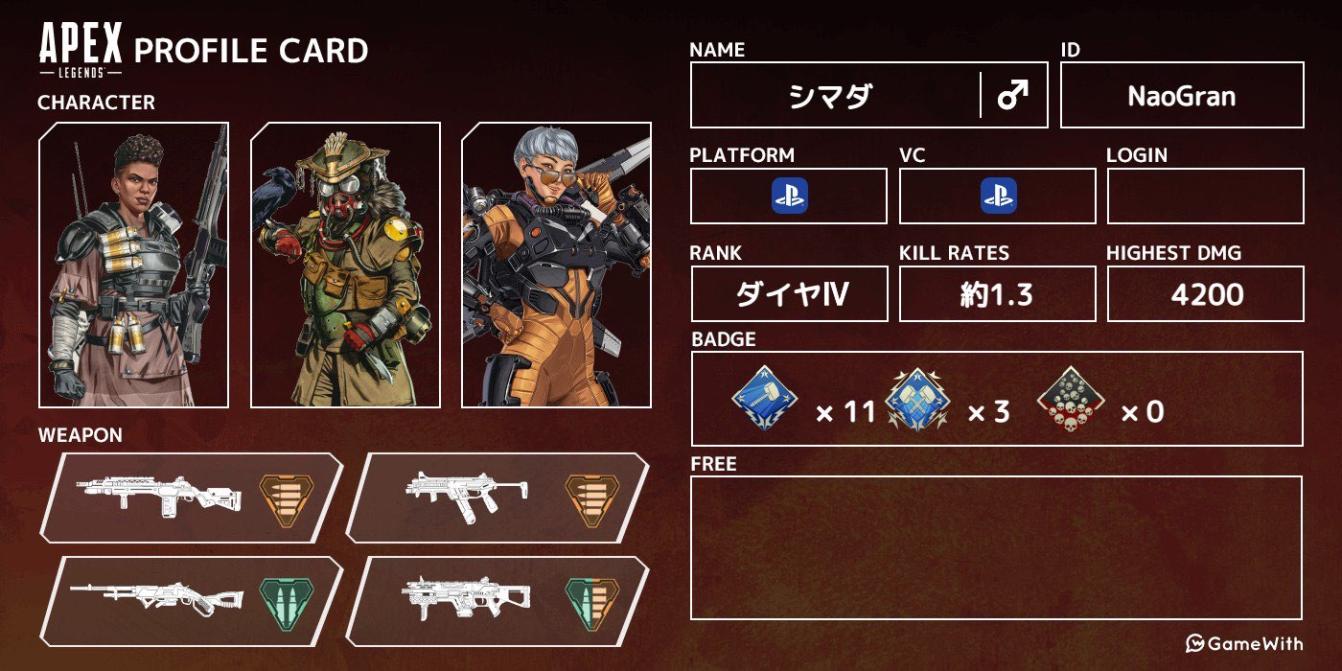 APEX
LEGENDS
PROFILE CARD
CHARACTER
WEAPON
NAME
シマダ ♂
ID
NaoGran
PLATFORM
VC
LOGIN
RANK
ダイヤⅣ
KILL RATES
約1.3
HIGHEST DMG
4200
BADGE
× 11
× 3
× 0
FREE
GameWith